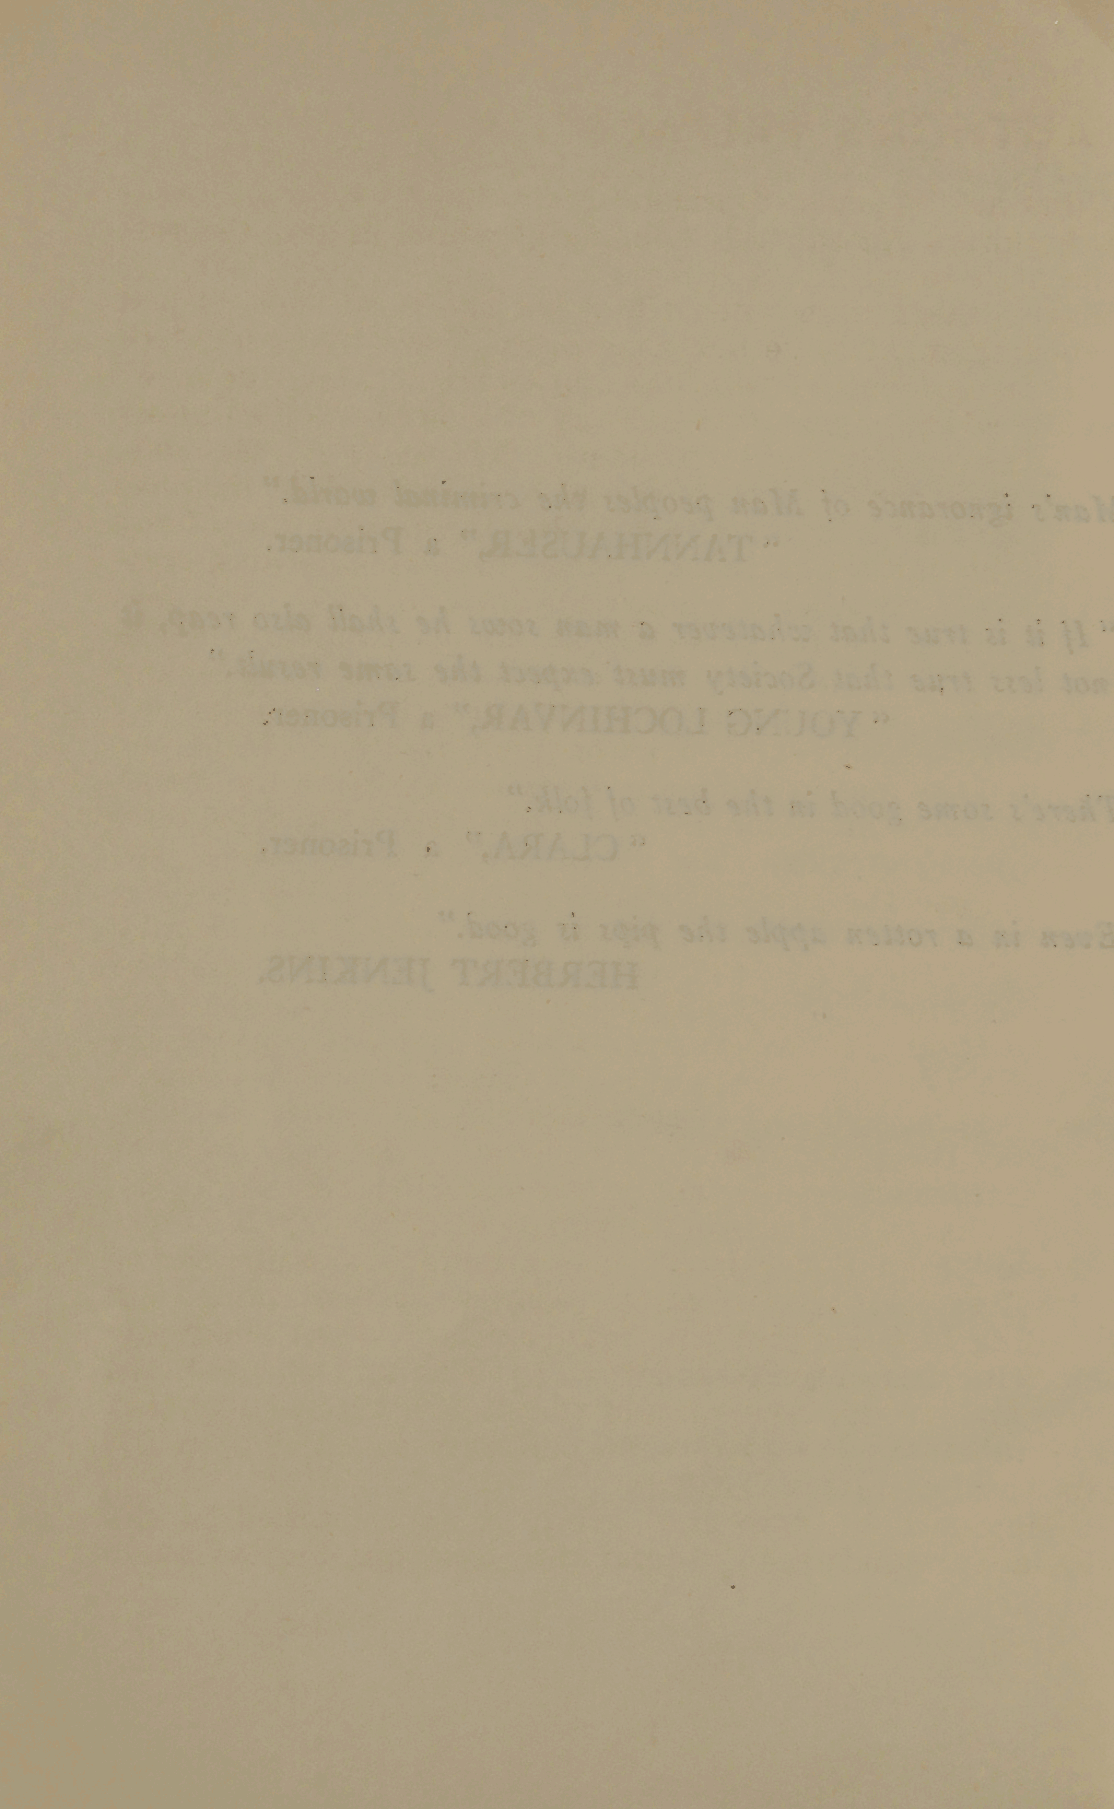 Man's ignorance of Man peoples the criminal world."
"TANNHAUSER," a Prisoner.
"If it is true that whatever a man sows he shall also reap, it
not less true that Society must expect the same result."
"YOUNG LOCHINVAR," a Prisoner.
There's some good in the best of folk."
"CLARA," a Prisoner.
Even in a rotten apple the pips is good."
HERBERT JENKINS.